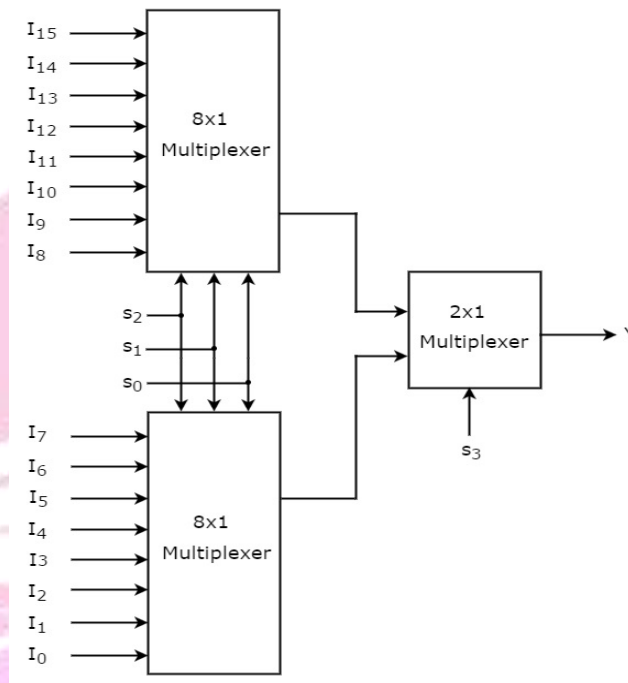 I₁₅
I₁₄
I₁₃
I₁₂
I₁₁
I₁₀
I₉
I₈
8x1
Multiplexer
s₂
s₁
s₀
2x1
Multiplexer
s₃
I₇
I₆
I₅
I₄
I₃
I₂
I₁
I₀
8x1
Multiplexer